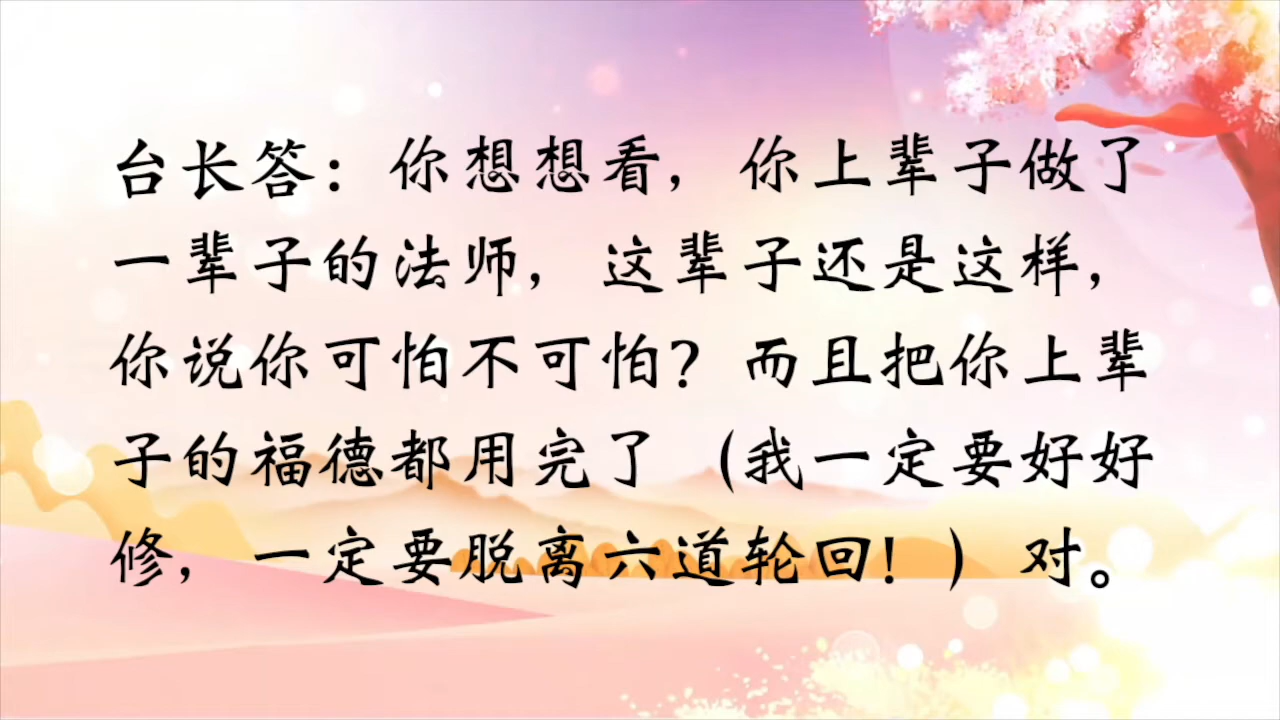 台长答：你想想看，你上辈子做了
一辈子的法师，这辈子还是这样，
你说你可怕不可怕？而且把你上辈
子的福德都用完了（我一定要好好
修，一定要脱离六道轮回！）对。